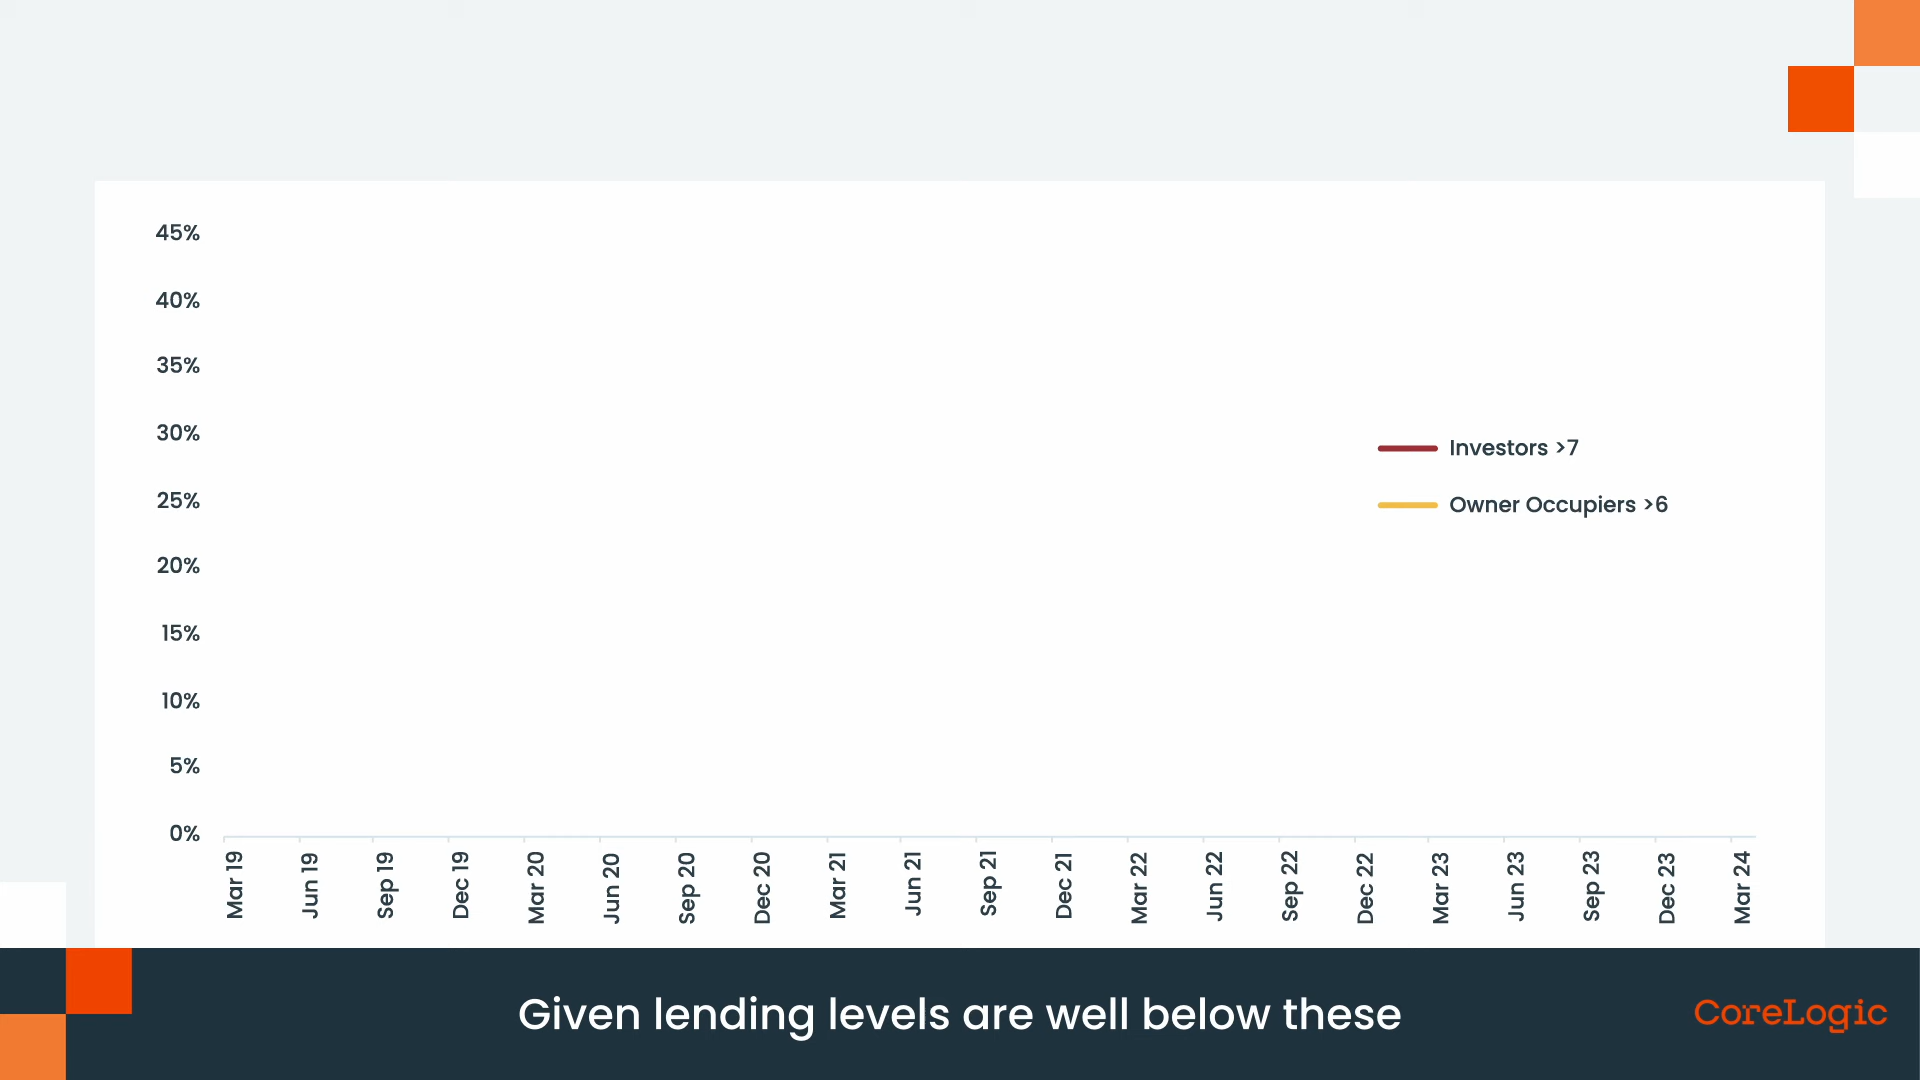 45%
40%
35%
30%
25%
20%
15%
10%
5%
0%
Investors >7
Owner Occupiers >6
Mar 19
Jun 19
Sep 19
Dec 19
Mar 20
Jun 20
Sep 20
Dec 20
Mar 21
Jun 21
Sep 21
Dec 21
Mar 22
Jun 22
Sep 22
Dec 22
Mar 23
Jun 23
Sep 23
Dec 23
Mar 24
Given lending levels are well below these
CoreLogic